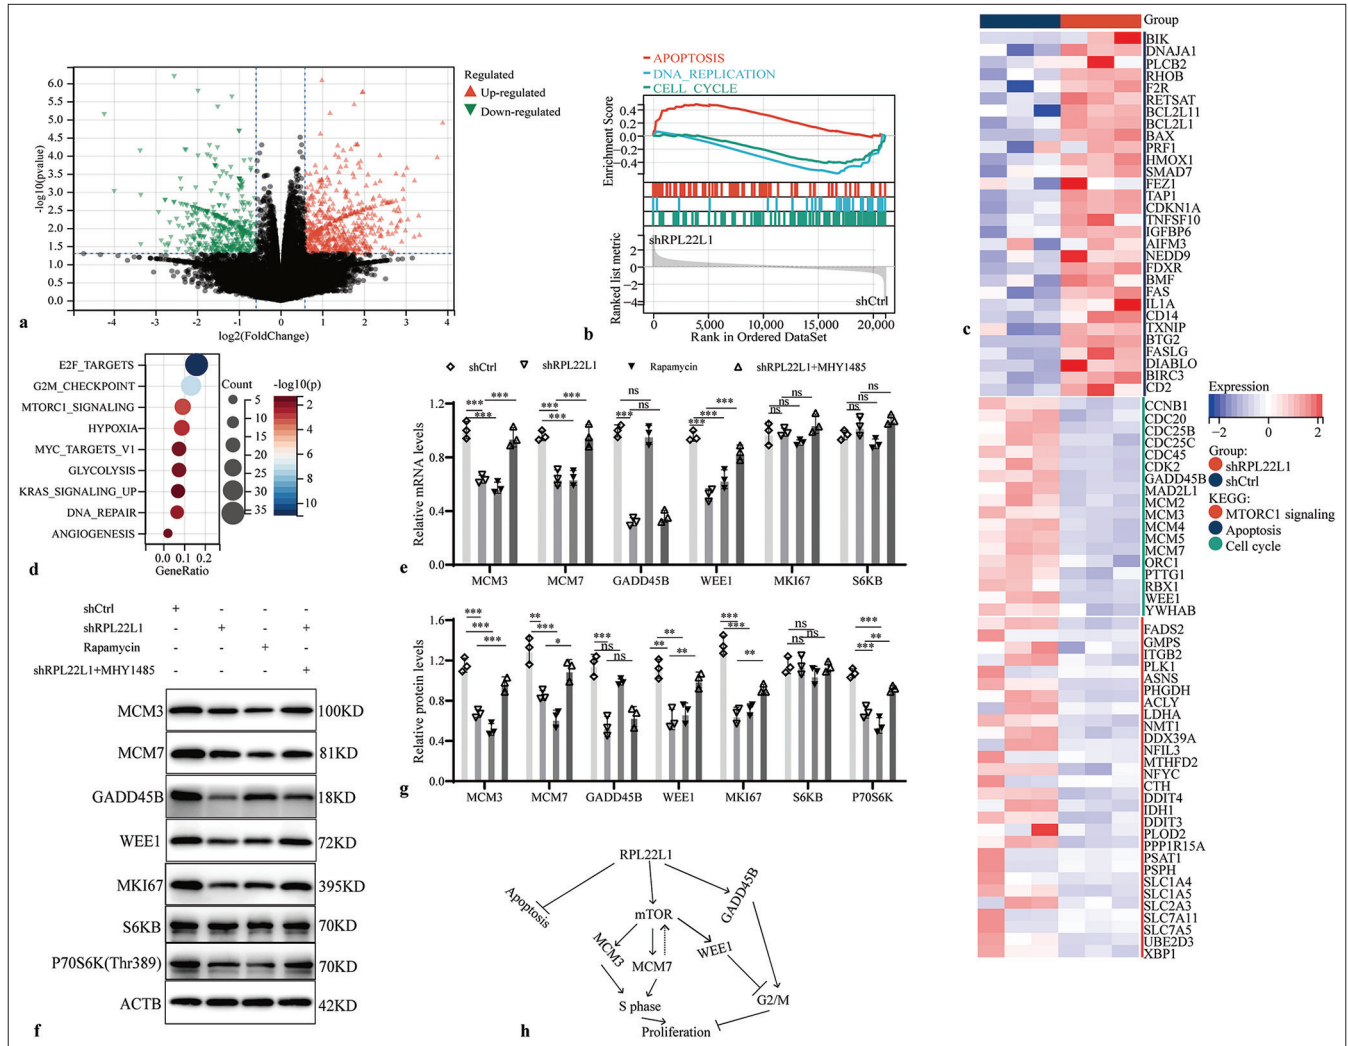 Regulated
Up-regulated
Down-regulated
-log10(pvalue)
6.0
5.5
5.0
4.5
4.0
3.5
3.0
2.5
2.0
1.5
1.0
0.5
0.0
-4 -2 0 2 4
log2(FoldChange)
a
APOPTOSIS
DNA_REPLICATION
CELL_CYCLE
Enrichment Score
0.4
0.2
0.0
−0.2
−0.4
shRPL22L1
Ranked list metric
2
0
−2
−4
shCtrl
0 5,000 10,000 15,000 20,000
Rank in Ordered DataSet
b
Group
BIK
DNAJA1
PLCB2
RHOB
F2R
RETSAT
BCL2L11
BCL2L1
BAX
PRF1
HMOX1
SMAD7
FEZ1
TAP1
CDKN1A
TNFSF10
IGFBP6
AIFM3
NEDD9
FDXR
BMF
FAS
IL1A
CD14
TXNIP
BTG2
FASLG
DIABLO
BIRC3
CD2
CCNB1
CDC20
CDC25B
CDC25C
CDC45
CDK2
GADD45B
MAD2L1
MCM2
MCM3
MCM4
MCM5
MCM7
ORC1
PTTG1
RBX1
WEE1
YWHAB
FADS2
GMPS
ITGB2
PLK1
ASNS
PHGDH
ACLY
LDHA
NMT1
DDX39A
NFIL3
MTHFD2
NFYC
CTH
DDIT4
IDH1
DDIT3
PLOD2
PPP1R15A
PSAT1
PSPH
SLC1A4
SLC1A5
SLC2A3
SLC7A11
SLC7A5
UBE2D3
XBP1
c
Expression
−2 0 2
Group:
shRPL22L1
shCtrl
KEGG:
MTORC1 signaling
Apoptosis
Cell cycle
E2F_TARGETS
G2M_CHECKPOINT
MTORC1_SIGNALING
HYPOXIA
MYC_TARGETS_V1
GLYCOLYSIS
KRAS_SIGNALING_UP
DNA_REPAIR
ANGIOGENESIS
0.0 0.1 0.2
GeneRatio
Count
5
10
15
20
25
30
35
-log10(p)
2
4
6
8
10
d
shCtrl shRPL22L1 Rapamycin shRPL22L1+MHY1485
Relative mRNA levels
1.2
0.8
0.4
0.0
*** *** ***
*** *** ***
*** ns ns
*** *** ***
ns ns ns
ns ns ns
MCM3 MCM7 GADD45B WEE1 MKI67 S6KB
e
shCtrl + - - -
shRPL22L1 - + - +
Rapamycin - - + -
shRPL22L1+MHY1485 - - - +
MCM3 100KD
MCM7 81KD
GADD45B 18KD
WEE1 72KD
MKI67 395KD
S6KB 70KD
P70S6K(Thr389) 70KD
ACTB 42KD
f
Relative protein levels
1.6
1.2
0.8
0.4
0.0
*** *** ***
** *** *
*** ns ns
** ** **
*** *** **
ns ns ns
*** ** ***
MCM3 MCM7 GADD45B WEE1 MKI67 S6KB P70S6K
g
RPL22L1
Apoptosis
mTOR
GADD45B
MCM3
MCM7
WEE1
S phase
G2/M
Proliferation
h